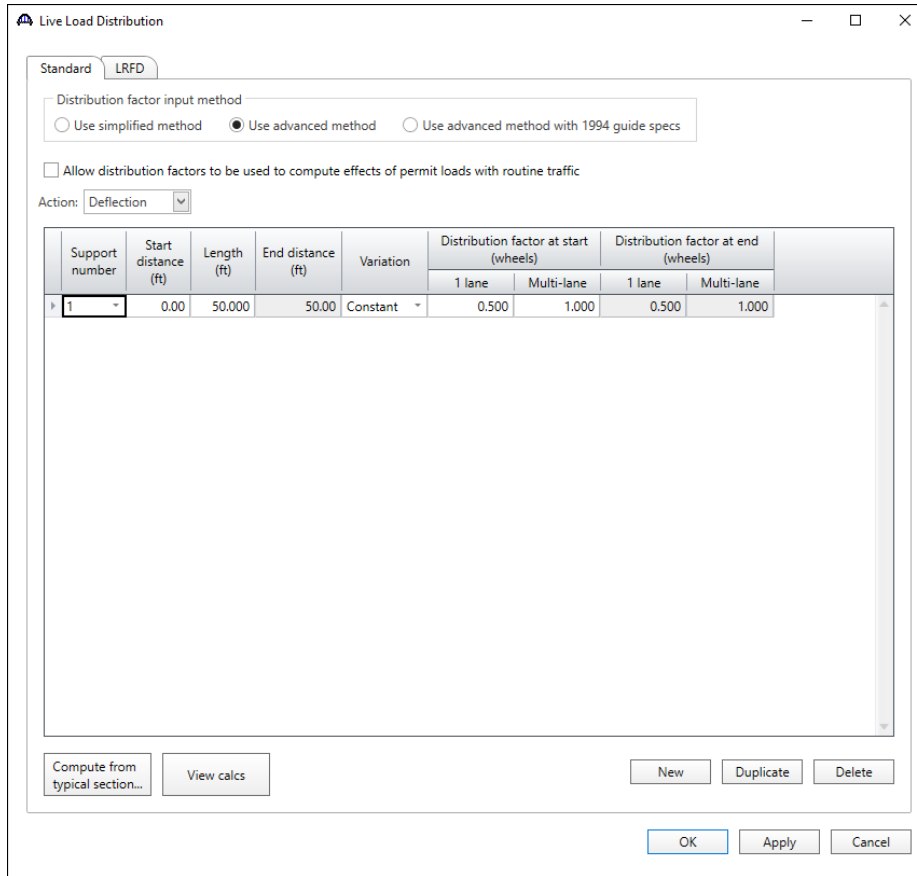 Live Load Distribution
Standard LRFD
Distribution factor input method
Use simplified method Use advanced method Use advanced method with 1994 guide specs
Allow distribution factors to be used to compute effects of permit loads with routine traffic
Action: Deflection
Support number Start distance (ft) Length (ft) End distance (ft) Variation Distribution factor at start (wheels) Distribution factor at end (wheels)
1 lane Multi-lane 1 lane Multi-lane
1 0.00 50.000 50.00 Constant 0.500 1.000 0.500 1.000
Compute from typical section... View calcs New Duplicate Delete
OK Apply Cancel